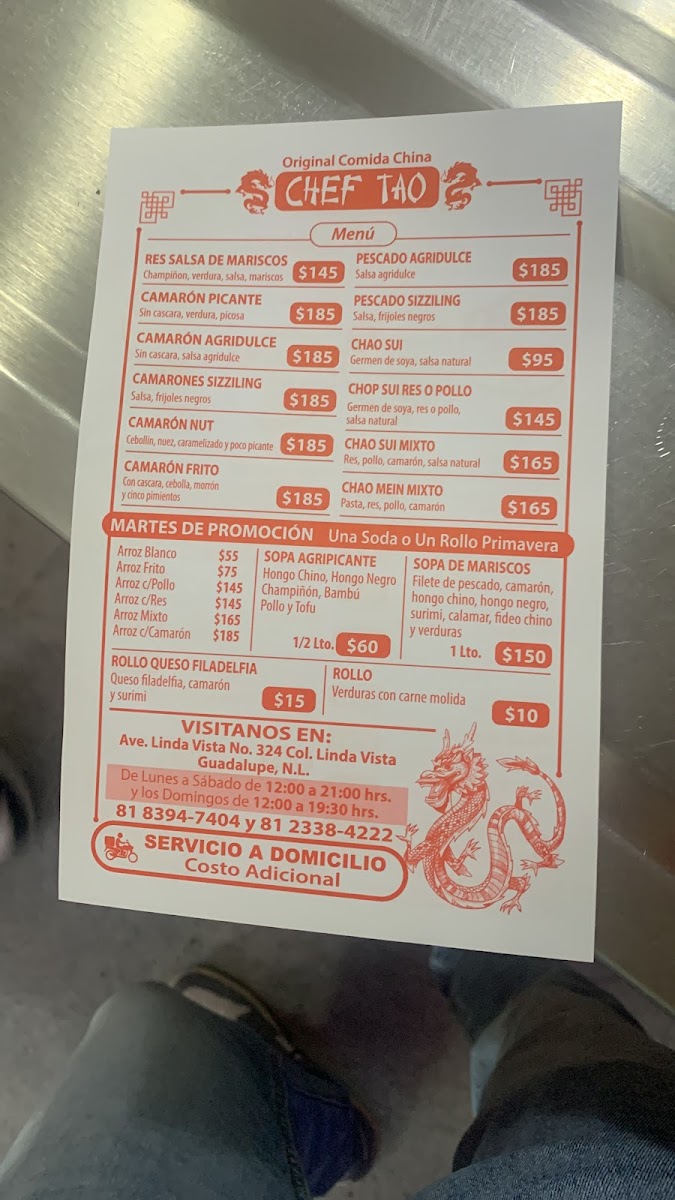 Original Comida China
CHEF TAO
Menú
RES SALSA DE MARISCOS
Champiñon, verdura, salsa, mariscos $145
CAMARÓN PICANTE
Sin cascara, verdura, picosa $185
CAMARÓN AGRIDULCE
Sin cascara, salsa agridulce $185
CAMARONES SIZZILING
Salsa, frijoles negros $185
CAMARÓN NUT
Cebollín, nuez, caramelizado y poco picante $185
CAMARÓN FRITO
Con cascara, cebolla, morrón
y cinco pimientos $185
PESCADO AGRIDULCE
Salsa agridulce $185
PESCADO SIZZILING
Salsa, frijoles negros $185
CHAO SUI
Germen de soya, salsa natural $95
CHOP SUI RES O POLLO
Germen de soya, res o pollo,
salsa natural $145
CHAO SUI MIXTO
Res, pollo, camarón, salsa natural $165
CHAO MEIN MIXTO
Pasta, res, pollo, camarón $165
MARTES DE PROMOCIÓN Una Soda o Un Rollo Primavera
Arroz Blanco $55
Arroz Frito $75
Arroz c/Pollo $145
Arroz c/Res $145
Arroz Mixto $165
Arroz c/Camarón $185
SOPA AGRIPICANTE
Hongo Chino, Hongo Negro
Champiñón, Bambú
Pollo y Tofu
1/2 Lto. $60
SOPA DE MARISCOS
Filete de pescado, camarón,
hongo chino, hongo negro,
surimi, calamar, fideo chino
y verduras
1 Lto. $150
ROLLO QUESO FILADELFIA
Queso filadelfia, camarón
y surimi $15
ROLLO
Verduras con carne molida
$10
VISITANOS EN:
Ave. Linda Vista No. 324 Col. Linda Vista
Guadalupe, N.L.
De Lunes a Sábado de 12:00 a 21:00 hrs.
y los Domingos de 12:00 a 19:30 hrs.
81 8394-7404 y 81 2338-4222
SERVICIO A DOMICILIO
Costo Adicional